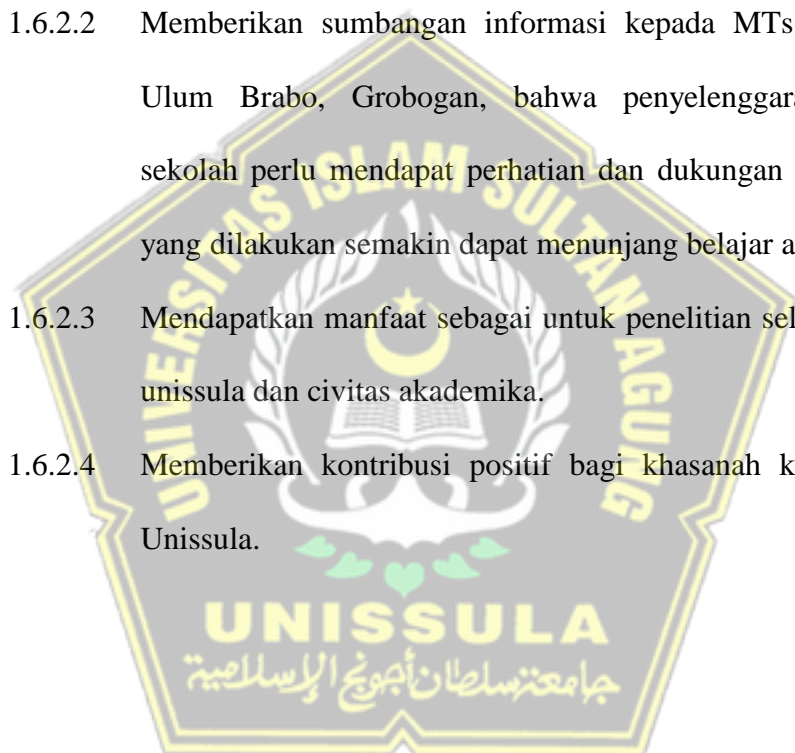 1.6.2.2 Memberikan sumbangan informasi kepada MTs
Ulum Brabo, Grobogan, bahwa
sekolah perlu mendapat perhatian dan dukungan
yang dilakukan semakin dapat menunjang belajar
1.6.2.3 Mendapatkan manfaat sebagai untuk penelitian
unissula dan civitas akademika.
1.6.2.4 Memberikan kontribusi positif bagi khasanah
Unissula.
UNIVERSITAS ISLAM SULTAN AGUNG
UNISSULA
جامعة سلطان أجونج الإسلامية